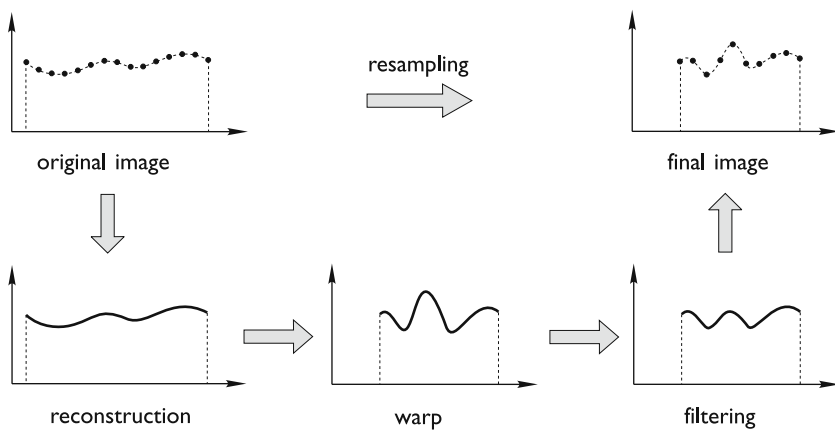 resampling
original image
final image
reconstruction
warp
filtering